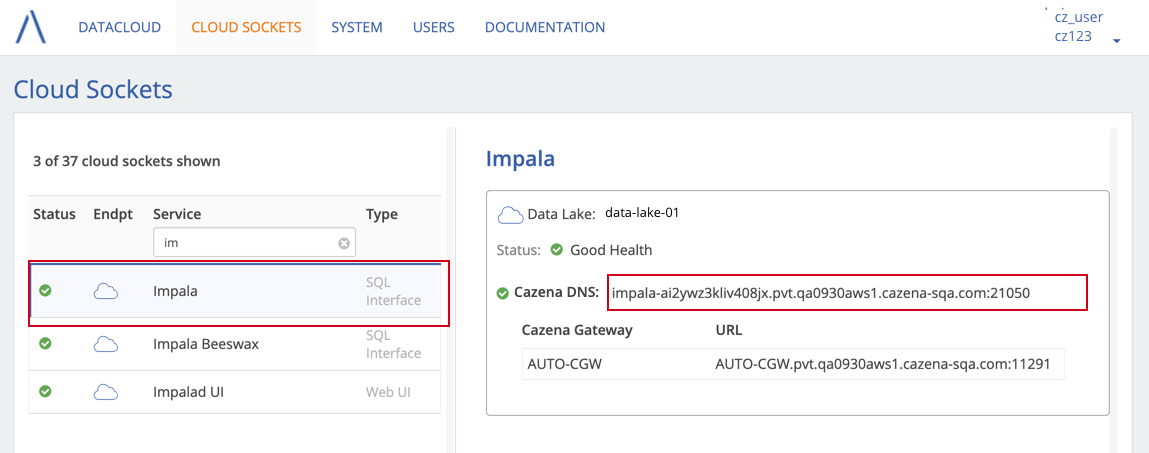 DATACLOUD CLOUD SOCKETS SYSTEM USERS DOCUMENTATION
cz_user
cz123
Cloud Sockets
3 of 37 cloud sockets shown
Status Endpt Service Type
im
Impala SQL Interface
Impala Beeswax SQL Interface
Impalad UI Web UI
Impala
Data Lake: data-lake-01
Status: Good Health
Cazena DNS: impala-ai2ywz3kliv408jx.pvt.qa0930aws1.cazena-sqa.com:21050
Cazena Gateway URL
AUTO-CGW AUTO-CGW.pvt.qa0930aws1.cazena-sqa.com:11291